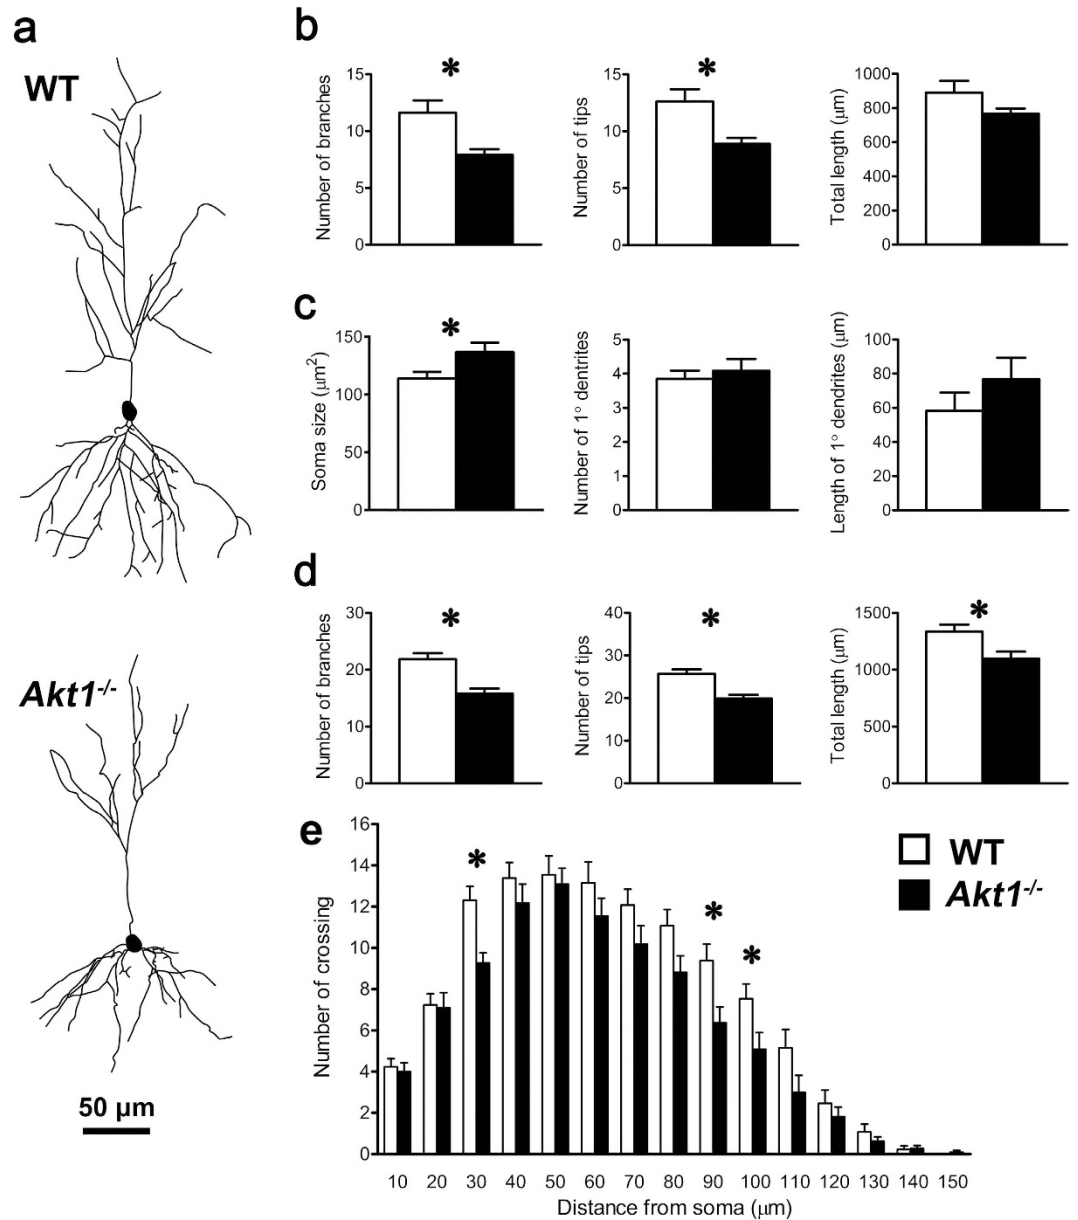 a
WT
Akt1-/-
50 μm
b
*
Number of branches
15
10
5
0
*
Number of tips
15
10
5
0
Total length (μm)
1000
800
600
400
200
0
c
*
Soma size (μm²)
150
100
50
0
Number of 1° dentrites
5
4
3
2
1
0
Length of 1° dendrites (μm)
100
80
60
40
20
0
d
*
Number of branches
30
20
10
0
*
Number of tips
40
30
20
10
0
*
Total length (μm)
1500
1000
500
0
e
Number of crossing
16
14
12
10
8
6
4
2
0
* * *
10 20 30 40 50 60 70 80 90 100 110 120 130 140 150
Distance from soma (μm)
WT
Akt1-/-